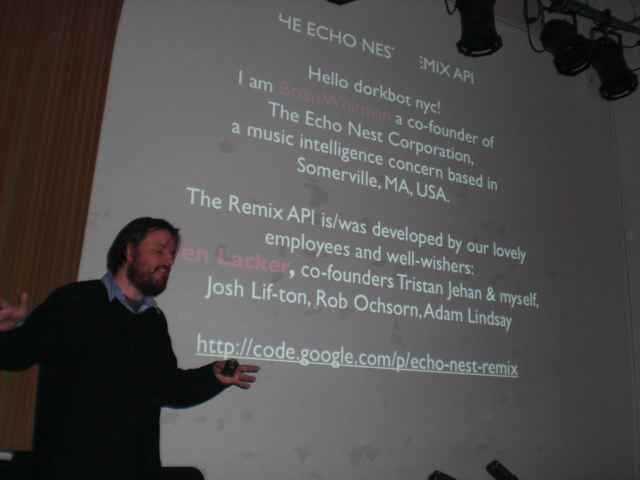 HE ECHO NEST EMIX API
Hello dorkbot nyc!
I am Brian Whitman a co-founder of
The Echo Nest Corporation,
a music intelligence concern based in
Somerville, MA, USA.
The Remix API is/was developed by our lovely
employees and well-wishers:
en Lacker, co-founders Tristan Jehan & myself,
Josh Lif-ton, Rob Ochsorn, Adam Lindsay
http://code.google.com/p/echo-nest-remix